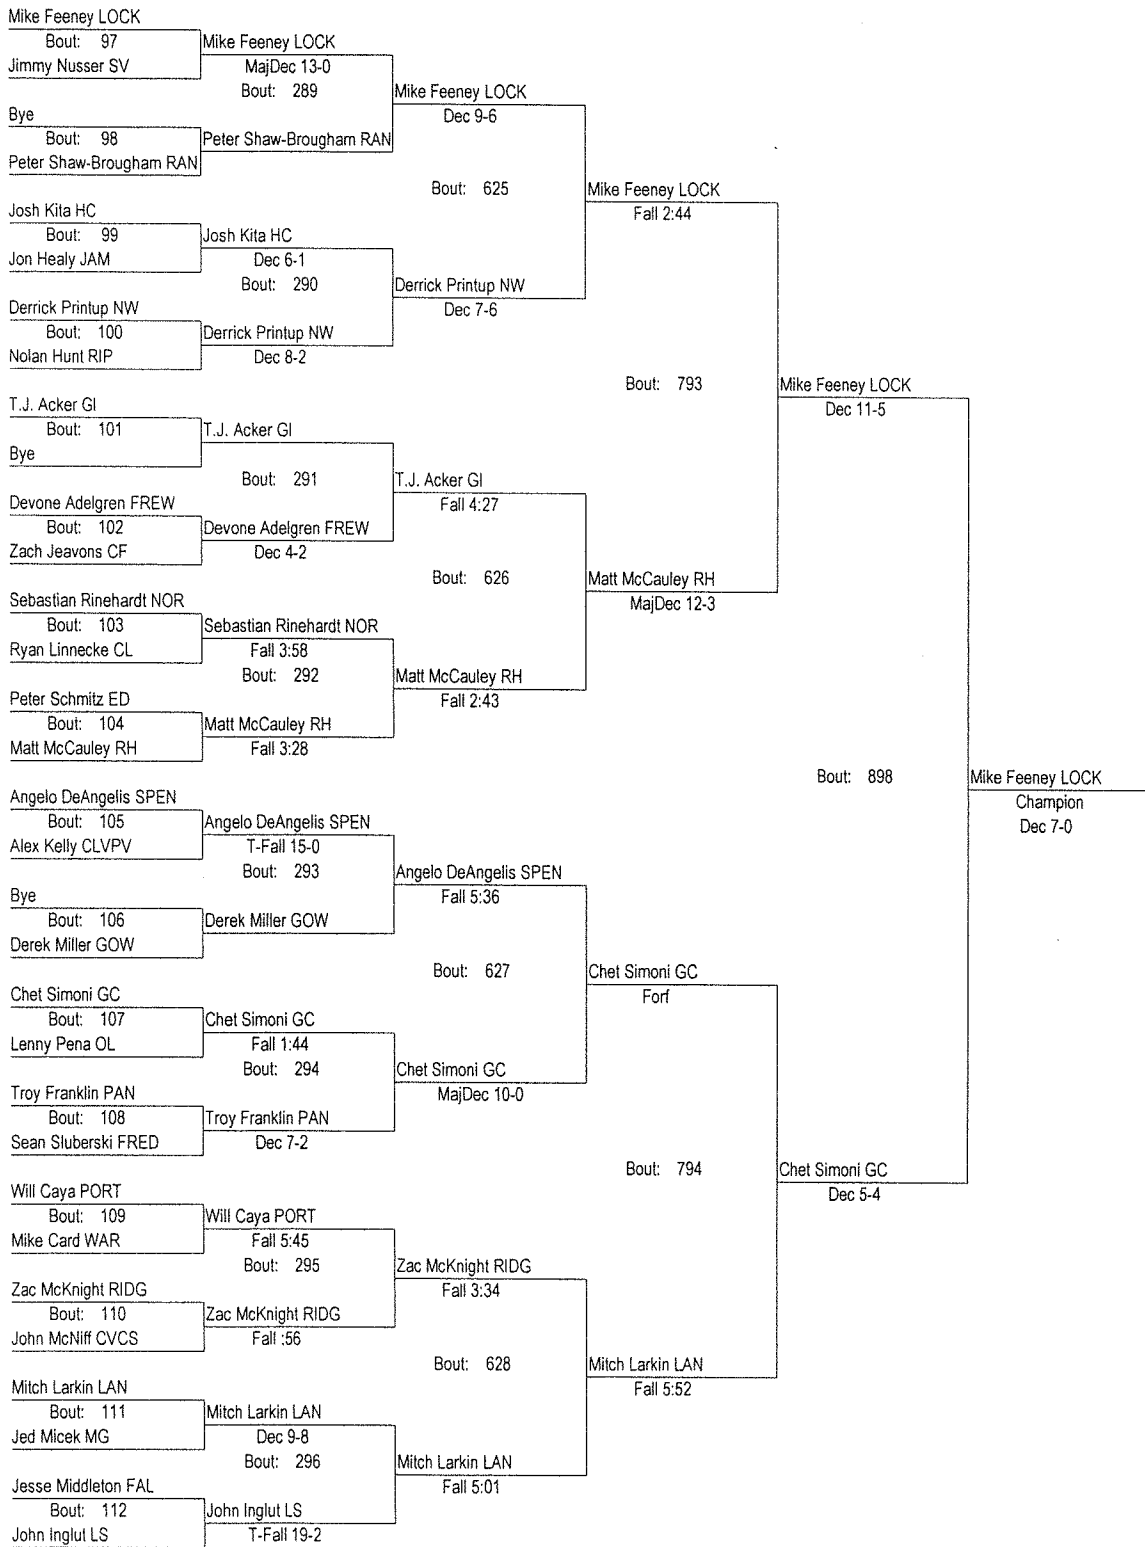 Mike Feeney LOCK
Bout: 97
Jimmy Nusser SV
Mike Feeney LOCK
MajDec 13-0
Bout: 289
Bye
Bout: 98
Peter Shaw-Brougham RAN
Peter Shaw-Brougham RAN
Mike Feeney LOCK
Dec 9-6
Bout: 625
Josh Kita HC
Bout: 99
Jon Healy JAM
Josh Kita HC
Dec 6-1
Bout: 290
Derrick Printup NW
Bout: 100
Nolan Hunt RIP
Derrick Printup NW
Dec 8-2
Derrick Printup NW
Dec 7-6
Mike Feeney LOCK
Fall 2:44
Bout: 793
T.J. Acker GI
Bout: 101
Bye
T.J. Acker GI
Bout: 291
Devone Adelgren FREW
Bout: 102
Zach Jeavons CF
Devone Adelgren FREW
Dec 4-2
T.J. Acker GI
Fall 4:27
Bout: 626
Sebastian Rinehardt NOR
Bout: 103
Ryan Linnecke CL
Sebastian Rinehardt NOR
Fall 3:58
Bout: 292
Peter Schmitz ED
Bout: 104
Matt McCauley RH
Matt McCauley RH
Fall 3:28
Matt McCauley RH
Fall 2:43
Matt McCauley RH
MajDec 12-3
Mike Feeney LOCK
Dec 11-5
Bout: 898
Angelo DeAngelis SPEN
Bout: 105
Alex Kelly CLVPV
Angelo DeAngelis SPEN
T-Fall 15-0
Bout: 293
Bye
Bout: 106
Derek Miller GOW
Derek Miller GOW
Angelo DeAngelis SPEN
Fall 5:36
Bout: 627
Chet Simoni GC
Bout: 107
Lenny Pena OL
Chet Simoni GC
Fall 1:44
Bout: 294
Troy Franklin PAN
Bout: 108
Sean Sluberski FRED
Troy Franklin PAN
Dec 7-2
Chet Simoni GC
MajDec 10-0
Chet Simoni GC
Forf
Bout: 794
Will Caya PORT
Bout: 109
Mike Card WAR
Will Caya PORT
Fall 5:45
Bout: 295
Zac McKnight RIDG
Bout: 110
John McNiff CVCS
Zac McKnight RIDG
Fall :56
Zac McKnight RIDG
Fall 3:34
Bout: 628
Mitch Larkin LAN
Bout: 111
Jed Micek MG
Mitch Larkin LAN
Dec 9-8
Bout: 296
Jesse Middleton FAL
Bout: 112
John Inglut LS
John Inglut LS
T-Fall 19-2
Mitch Larkin LAN
Fall 5:01
Mitch Larkin LAN
Fall 5:52
Chet Simoni GC
Dec 5-4
Mike Feeney LOCK
Champion
Dec 7-0